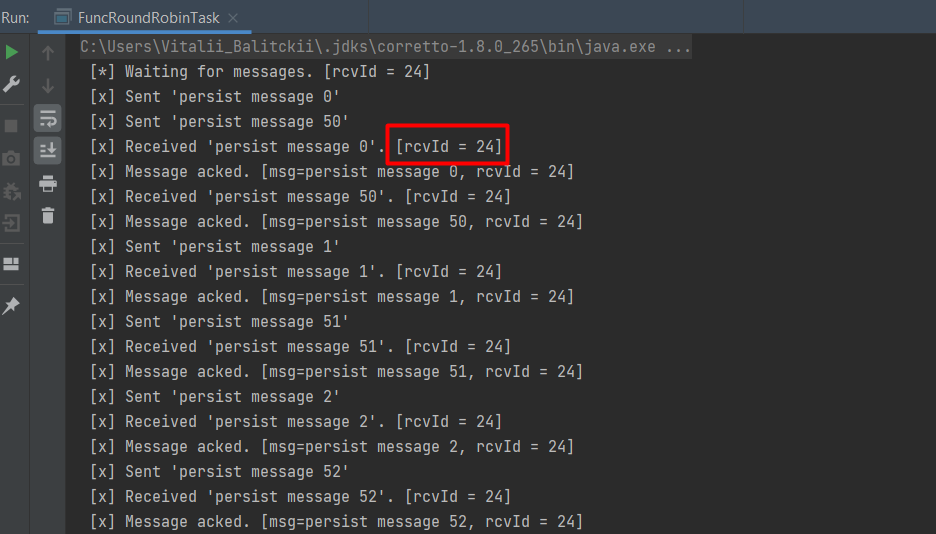 Run: FuncRoundRobinTask
C:\Users\Vitalii_Balitckii\.jdks\corretto-1.8.0_265\bin\java.exe ...
[*] Waiting for messages. [rcvId = 24]
[x] Sent 'persist message 0'
[x] Sent 'persist message 50'
[x] Received 'persist message 0'. [rcvId = 24]
[x] Message acked. [msg=persist message 0, rcvId = 24]
[x] Received 'persist message 50'. [rcvId = 24]
[x] Message acked. [msg=persist message 50, rcvId = 24]
[x] Sent 'persist message 1'
[x] Received 'persist message 1'. [rcvId = 24]
[x] Message acked. [msg=persist message 1, rcvId = 24]
[x] Sent 'persist message 51'
[x] Received 'persist message 51'. [rcvId = 24]
[x] Message acked. [msg=persist message 51, rcvId = 24]
[x] Sent 'persist message 2'
[x] Received 'persist message 2'. [rcvId = 24]
[x] Message acked. [msg=persist message 2, rcvId = 24]
[x] Sent 'persist message 52'
[x] Received 'persist message 52'. [rcvId = 24]
[x] Message acked. [msg=persist message 52, rcvId = 24]